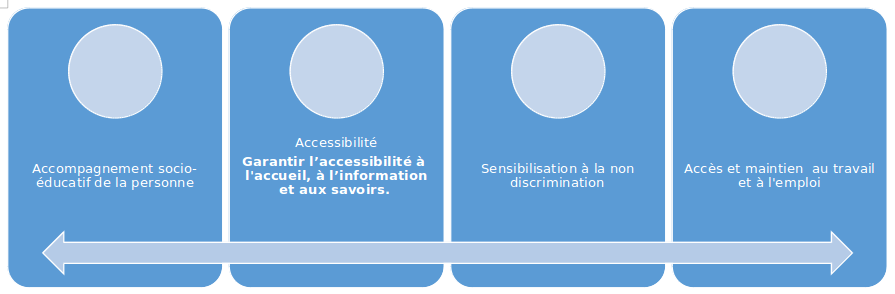 Accompagnement socio-
éducatif de la personne
Accessibilité
Garantir l’accessibilité à
l'accueil, à l’information
et aux savoirs.
Sensibilisation à la non
discrimination
Accès et maintien  au travail
et à l'emploi